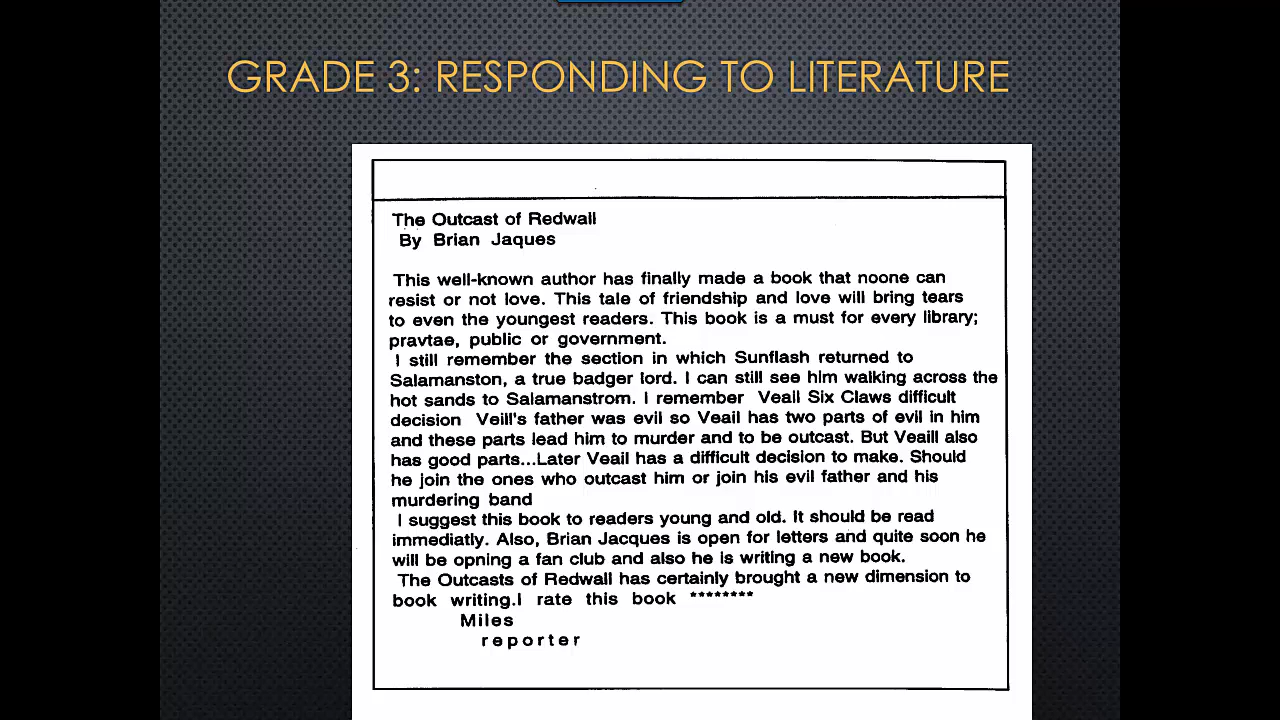 GRADE 3: RESPONDING TO LITERATURE
The Outcast of Redwall
By Brian Jaques
This well-known author has finally made a book that noone can
resist or not love. This tale of friendship and love will bring tears
to even the youngest readers. This book is a must for every library;
pravtae, public or government.
I still remember the section in which Sunflash returned to
Salamanston, a true badger lord. I can still see him walking across the
hot sands to Salamanstrom. I remember Veail Six Claws difficult
decision Veill's father was evil so Veail has two parts of evil in him
and these parts lead him to murder and to be outcast. But Veaill also
has good parts...Later Veail has a difficult decision to make. Should
he join the ones who outcast him or join his evil father and his
murdering band
I suggest this book to readers young and old. It should be read
immediatly. Also, Brian Jacques is open for letters and quite soon he
will be opning a fan club and also he is writing a new book.
The Outcasts of Redwall has certainly brought a new dimension to
book writing.I rate this book ********
Miles
reporter